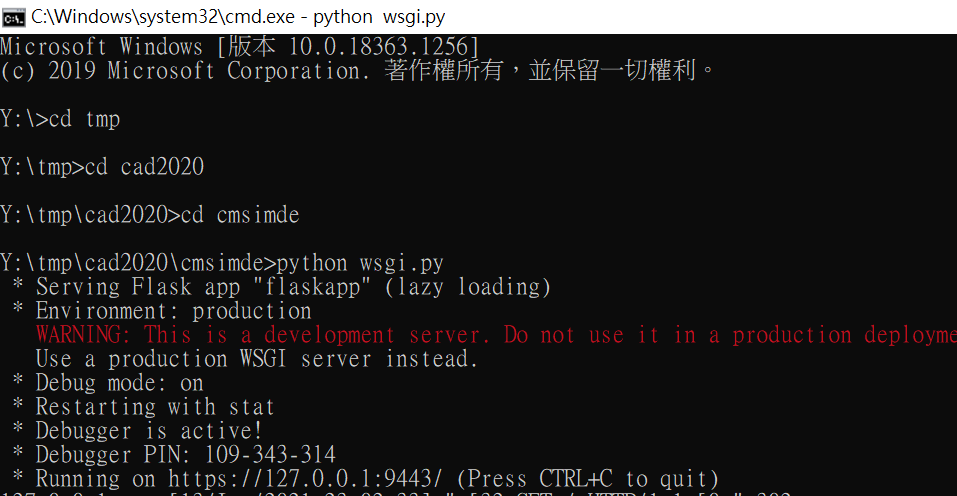 C:\Windows\system32\cmd.exe - python  wsgi.py
Microsoft Windows [版本 10.0.18363.1256]
(c) 2019 Microsoft Corporation. 著作權所有，並保留一切權利。
Y:\>cd tmp
Y:\tmp>cd cad2020
Y:\tmp\cad2020>cd cmsimde
Y:\tmp\cad2020\cmsimde>python wsgi.py
* Serving Flask app "flaskapp" (lazy loading)
* Environment: production
WARNING: This is a development server. Do not use it in a production
Use a production WSGI server instead.
* Debug mode: on
* Restarting with stat
* Debugger is active!
* Debugger PIN: 109-343-314
* Running on https://127.0.0.1:9443/ (Press CTRL+C to quit)